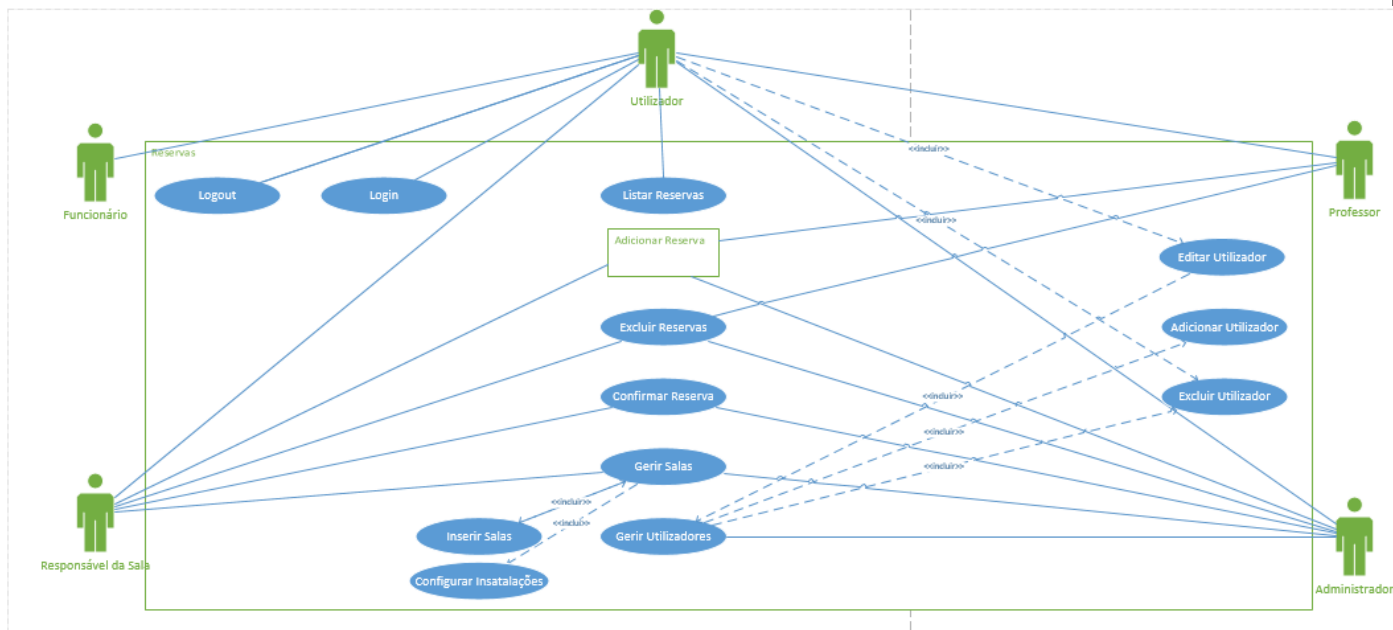 Utilizador
Reservas
<<incluir>>
Funcionário
Logout
Login
Listar Reservas
Professor
<<incluir>>
Adicionar Reserva
Editar Utilizador
Excluir Reservas
Adicionar Utilizador
Confirmar Reserva
<<incluir>>
Excluir Utilizador
<<incluir>>
Gerir Salas
<<incluir>>
<<incluir>>
<<incluir>>
Inserir Salas
Gerir Utilizadores
Responsável da Sala
Configurar Insatalações
Administrador